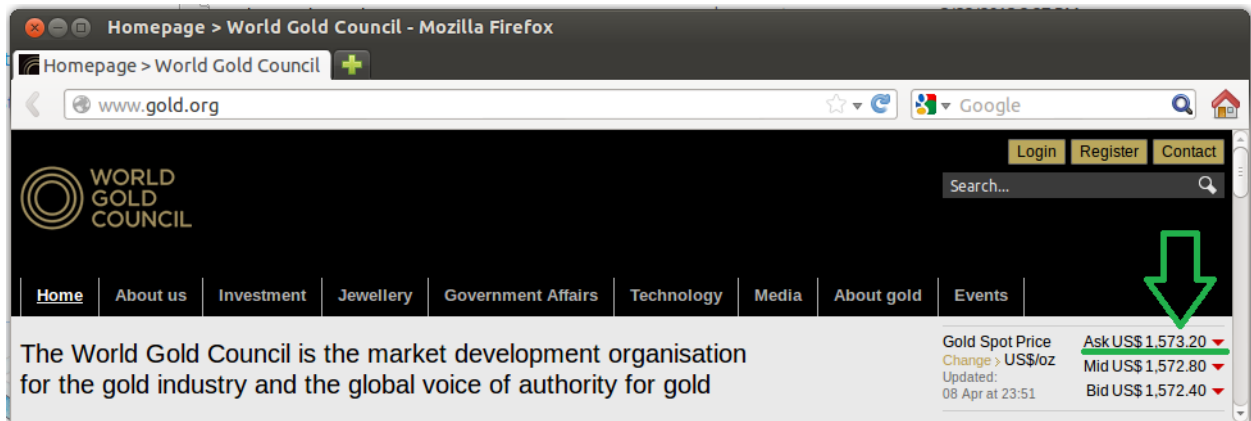 Homepage > World Gold Council - Mozilla Firefox
Homepage > World Gold Council
www.gold.org
Google
Login Register Contact
WORLD
GOLD
COUNCIL
Search...
Home About us Investment Jewellery Government Affairs Technology Media About gold Events
The World Gold Council is the market development organisation
for the gold industry and the global voice of authority for gold
Gold Spot Price Ask US$ 1,573.20
Change > US$/oz Mid US$ 1,572.80
Updated:
08 Apr at 23:51 Bid US$ 1,572.40